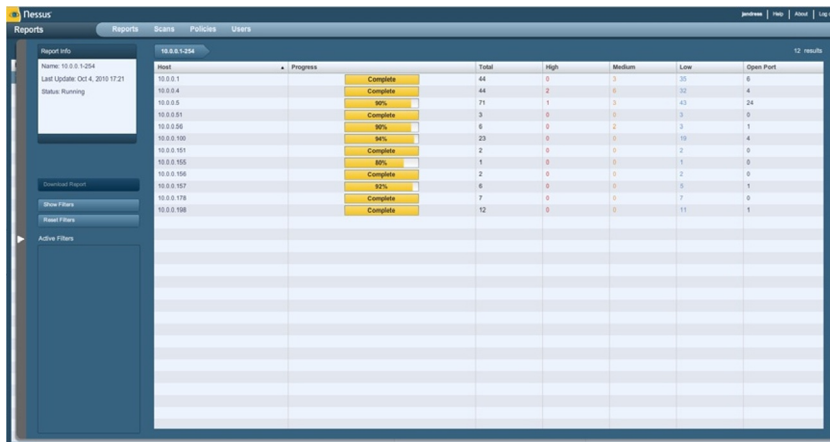 Nessus
jandress | Help | About | Log
Reports
Reports Scans Policies Users
Report Info
Name: 10.0.0.1-254
Last Update: Oct 4, 2010 17:21
Status: Running
Download Report
Show Filters
Reset Filters
Active Filters
10.0.0.1-254
12 results
Host Progress Total High Medium Low Open Port
10.0.0.1 Complete 44 0 3 35 6
10.0.0.4 Complete 44 2 6 32 4
10.0.0.5 90% 71 1 3 43 24
10.0.0.51 Complete 3 0 0 3 0
10.0.0.56 90% 6 0 2 3 1
10.0.0.100 94% 23 0 0 19 4
10.0.0.151 Complete 2 0 0 2 0
10.0.0.155 80% 1 0 0 1 0
10.0.0.156 Complete 2 0 0 2 0
10.0.0.157 92% 6 0 0 5 1
10.0.0.178 Complete 7 0 0 7 0
10.0.0.198 Complete 12 0 0 11 1